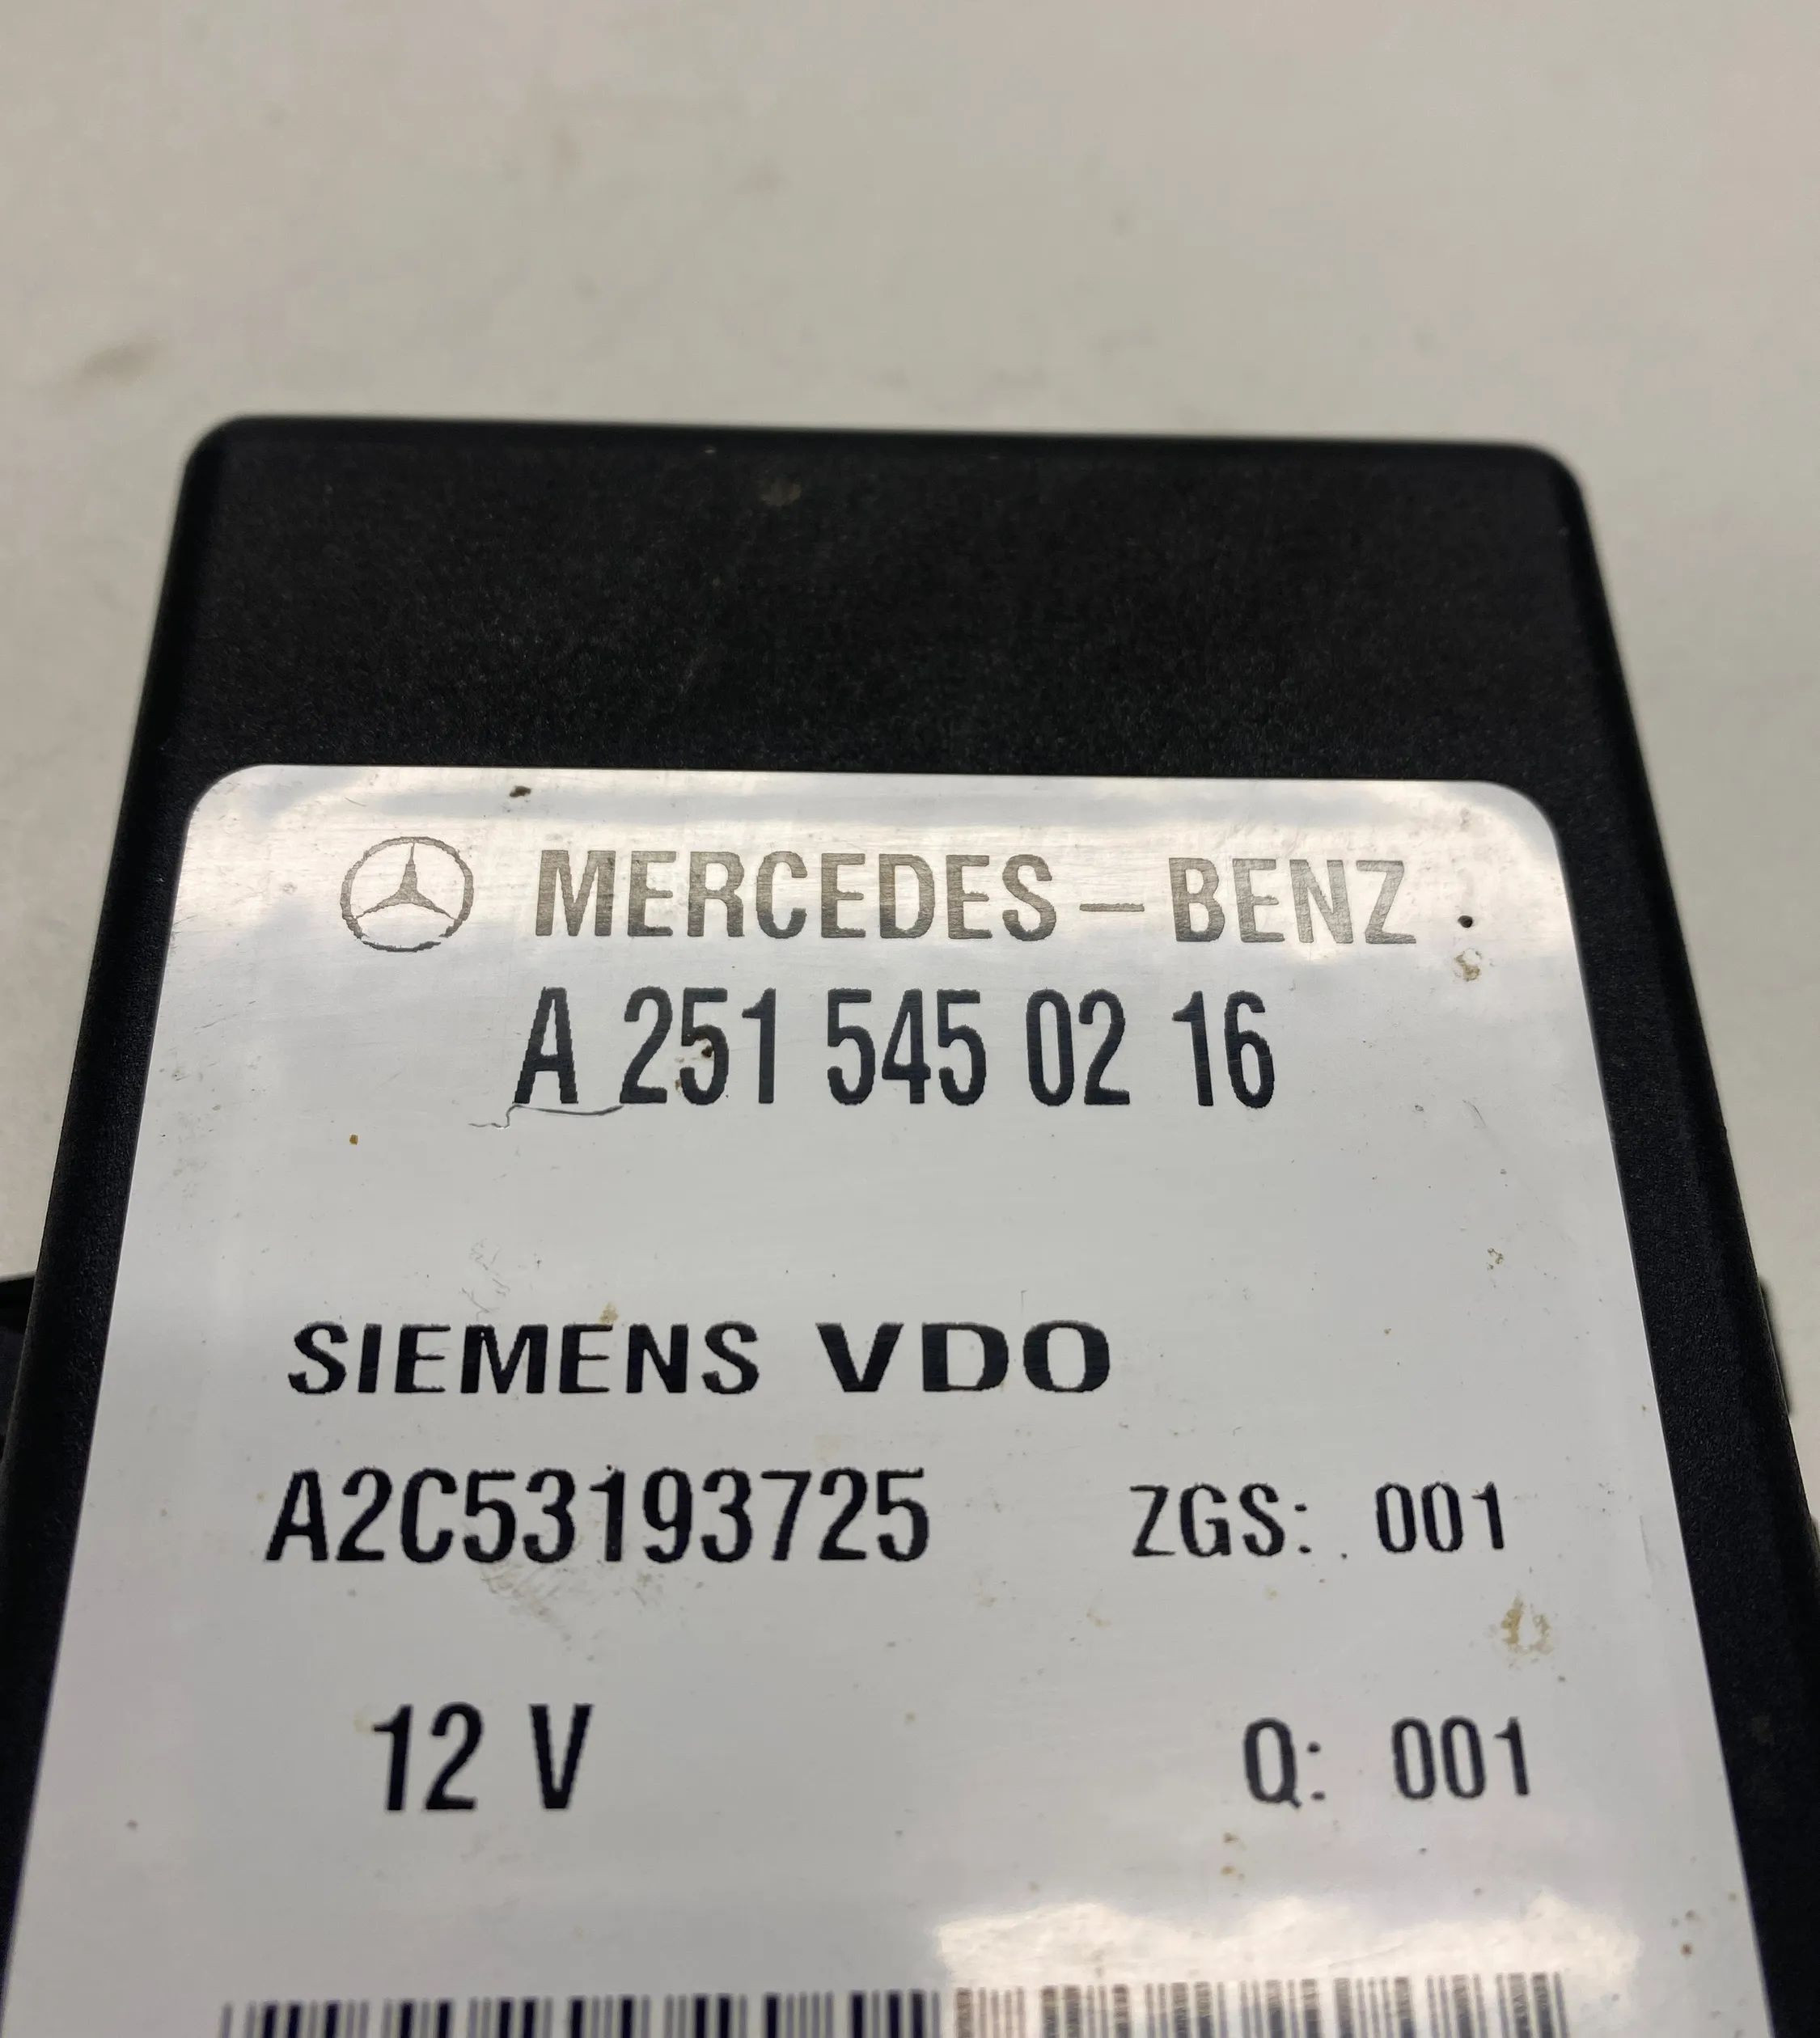 MERCEDES-BENZ
A 251 545 02 16
SIEMENS VDO
A2C53193725 ZGS: 001
12 V Q: 001